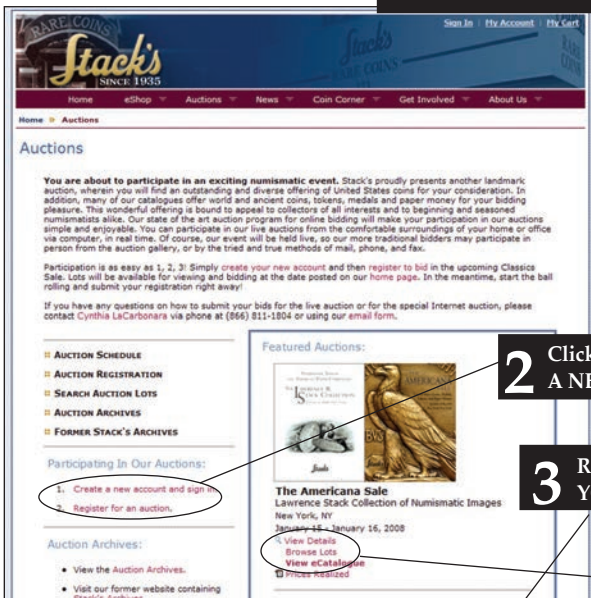 Sign In | My Account | My Cart
RARE COINS
Stack's
SINCE 1935
Stack's
RARE COINS
Home eShop Auctions News Coin Corner Get Involved About Us
Home Auctions
Auctions
You are about to participate in an exciting numismatic event. Stack's proudly presents another landmark
auction, wherein you will find an outstanding and diverse offering of United States coins for your consideration. In
addition, many of our catalogues offer world and ancient coins, tokens, medals and paper money for your bidding
pleasure. This wonderful offering is bound to appeal to collectors of all interests and to beginning and seasoned
numismatists alike. Our state of the art auction program for online bidding will make your participation in our auctions
simple and enjoyable. You can participate in our live auctions from the comfortable surroundings of your home or office
via computer, in real time. Of course, our event will be held live, so our more traditional bidders may participate in
person from the auction gallery, or by the tried and true methods of mail, phone, and fax.
Participation is as easy as 1, 2, 3! Simply create your new account and then register to bid in the upcoming Classics
Sale. Lots will be available for viewing and bidding at the date posted on our home page. In the meantime, start the ball
rolling and submit your registration right away!
If you have any questions on how to submit your bids for the live auction or for the special Internet auction, please
contact Cynthia LaCarbonara via phone at (866) 811-1804 or using our email form.
AUCTION SCHEDULE
AUCTION REGISTRATION
SEARCH AUCTION LOTS
AUCTION ARCHIVES
FORMER STACK'S ARCHIVES
Participating In Our Auctions:
1. Create a new account and sign in.
2. Register for an auction.
Auction Archives:
• View the Auction Archives.
• Visit our former website containing
Stack's Archives
Featured Auctions:
STACK COLLECTION
Stack's
AMERICANA
The Americana Sale
Lawrence Stack Collection of Numismatic Images
New York, NY
January 15 - January 16, 2008
View Details
Browse Lots
View eCatalogue
Prices Realized
2 Click
A NE
3 R
Y